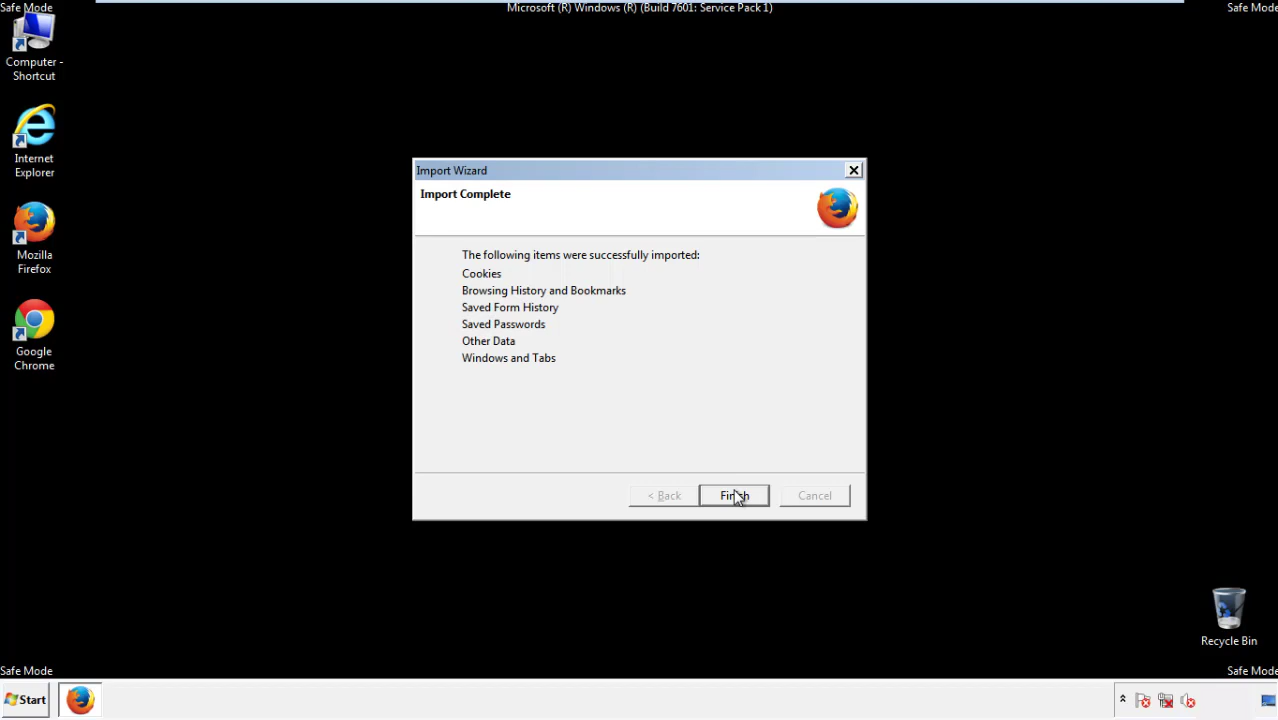 Safe Mode
Microsoft (R) Windows (R) (Build 7601: Service Pack 1)
Safe Mode
Computer -
Shortcut
Internet
Explorer
Mozilla
Firefox
Google
Chrome
Import Wizard
Import Complete
The following items were successfully imported:
Cookies
Browsing History and Bookmarks
Saved Form History
Saved Passwords
Other Data
Windows and Tabs
< Back
Finish
Cancel
Recycle Bin
Safe Mode
Safe Mode
Start